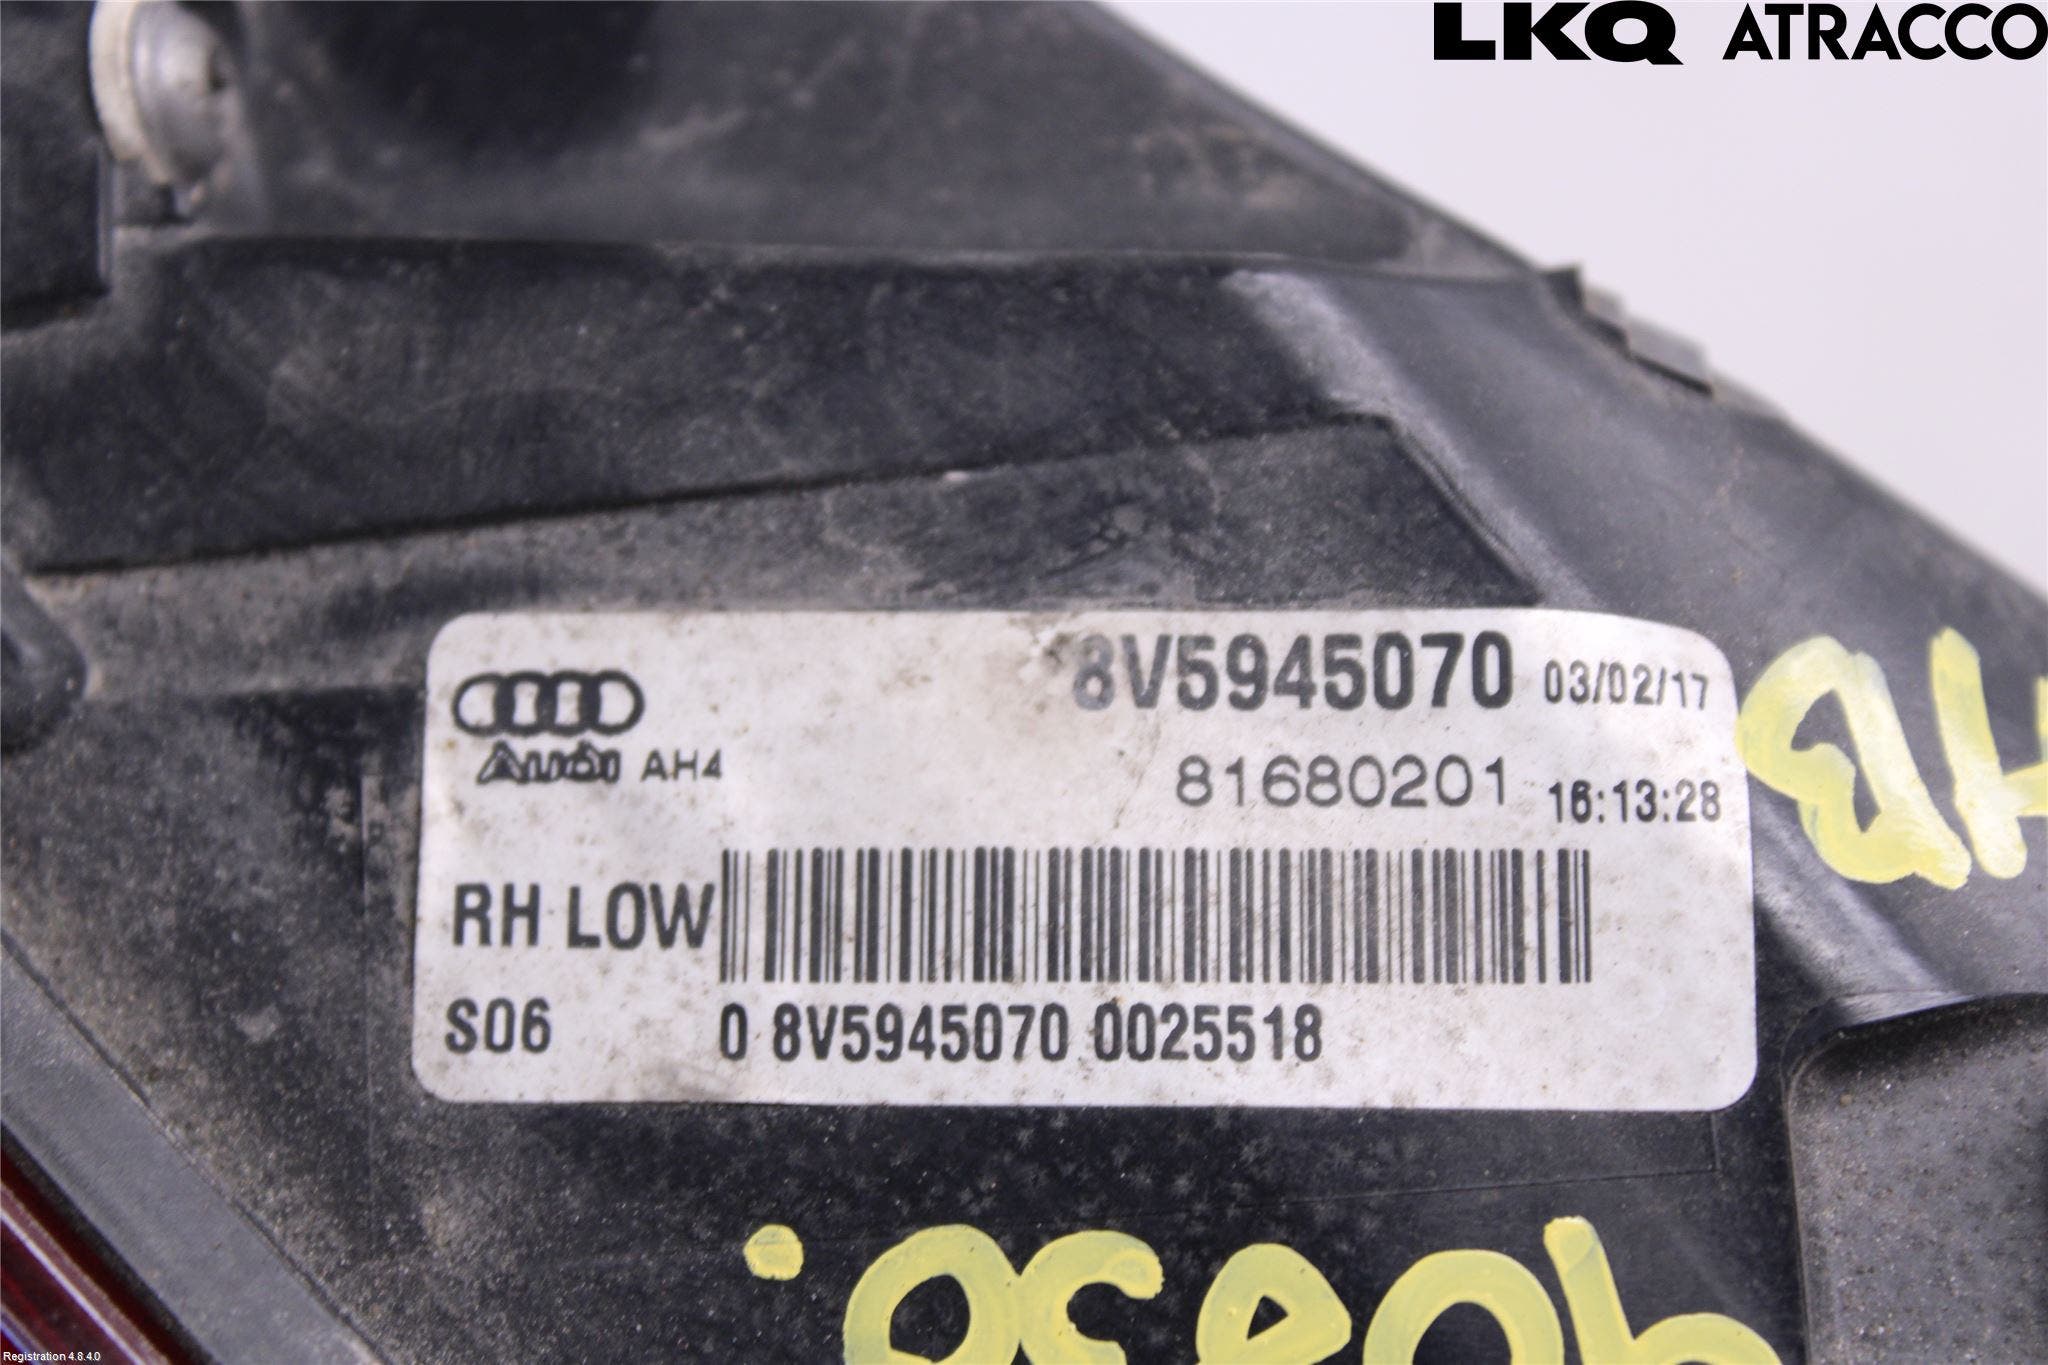 LKQ ATRACCO
8V5945070 03/02/17
Audi AH4
81680201 16:13:28
RH LOW
S06
0 8V5945070 0025518
Registration 4.8.4.0